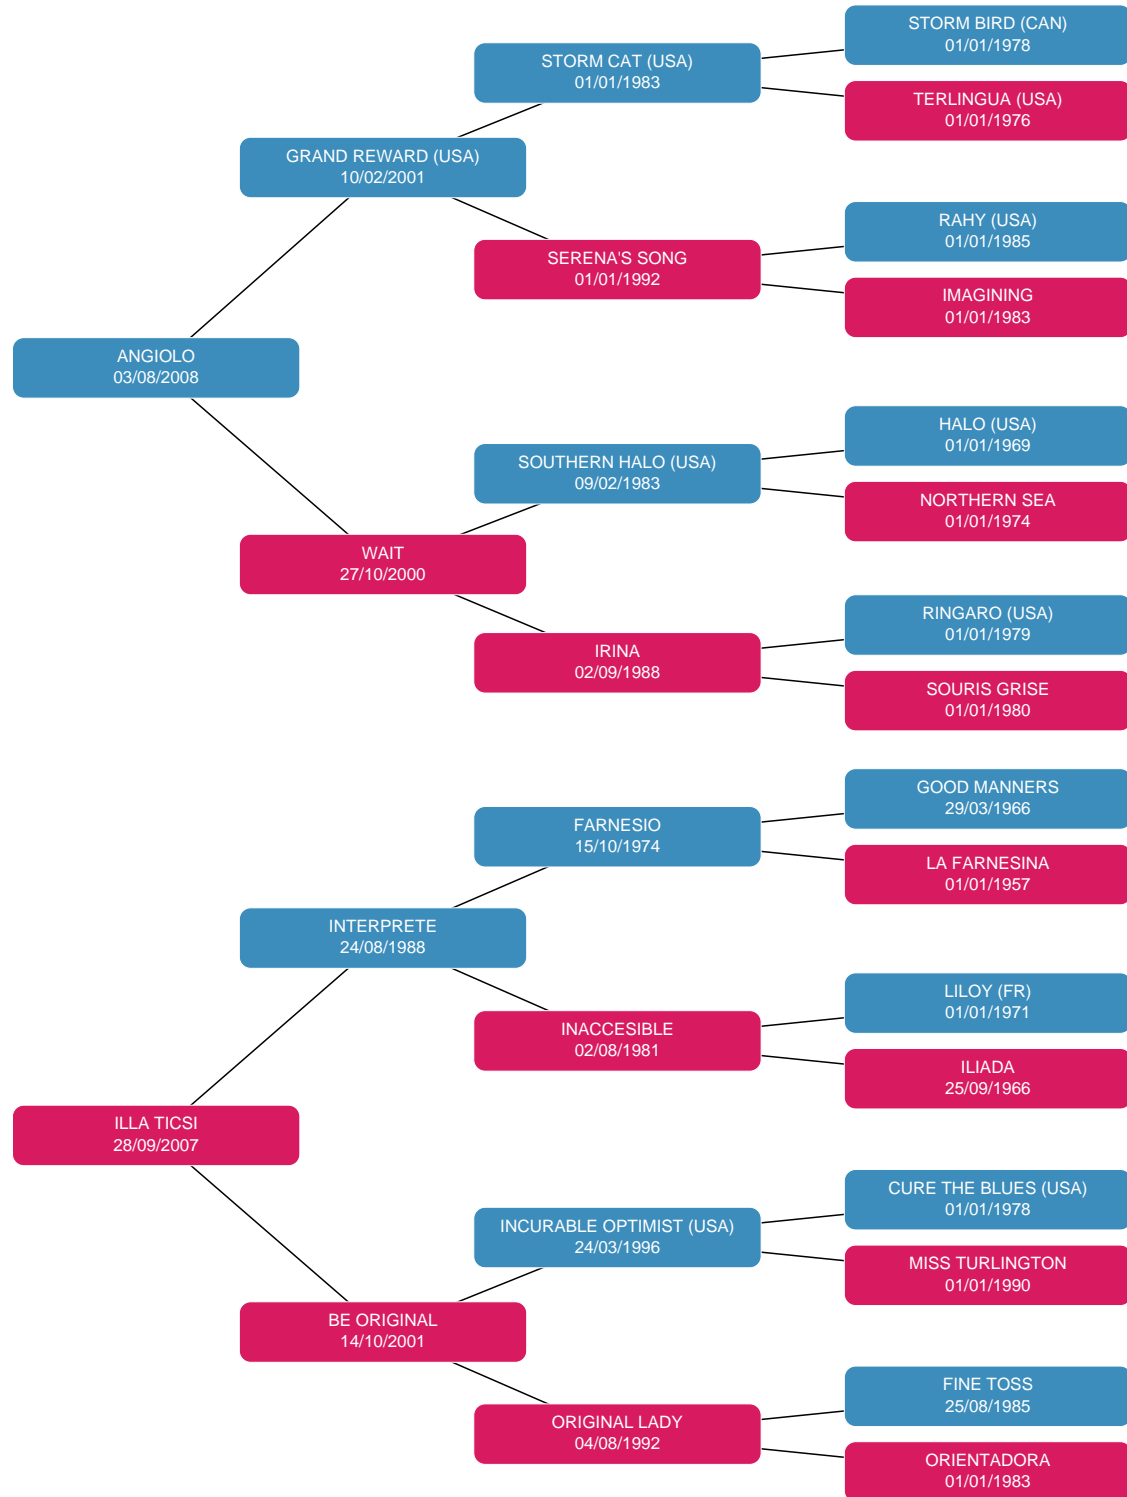 STORM BIRD (CAN)
01/01/1978
STORM CAT (USA)
01/01/1983
TERLINGUA (USA)
01/01/1976
GRAND REWARD (USA)
10/02/2001
RAHY (USA)
01/01/1985
SERENA'S SONG
01/01/1992
IMAGINING
01/01/1983
ANGIOLO
03/08/2008
HALO (USA)
01/01/1969
SOUTHERN HALO (USA)
09/02/1983
NORTHERN SEA
01/01/1974
WAIT
27/10/2000
RINGARO (USA)
01/01/1979
IRINA
02/09/1988
SOURIS GRISE
01/01/1980
GOOD MANNERS
29/03/1966
FARNESIO
15/10/1974
LA FARNESINA
01/01/1957
INTERPRETE
24/08/1988
LILOY (FR)
01/01/1971
INACCESIBLE
02/08/1981
ILIADA
25/09/1966
ILLA TICSI
28/09/2007
CURE THE BLUES (USA)
01/01/1978
INCURABLE OPTIMIST (USA)
24/03/1996
MISS TURLINGTON
01/01/1990
BE ORIGINAL
14/10/2001
FINE TOSS
25/08/1985
ORIGINAL LADY
04/08/1992
ORIENTADORA
01/01/1983